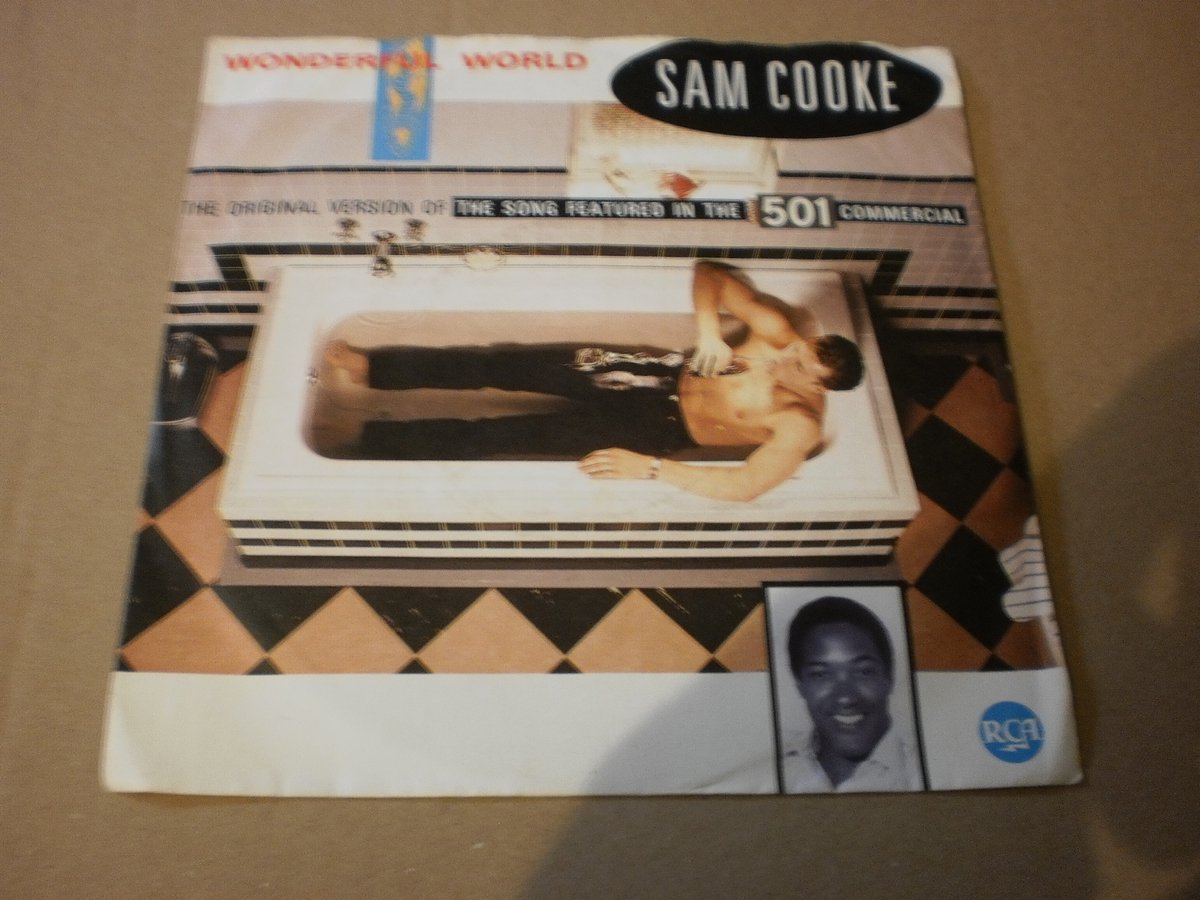 WONDERFUL WORLD
SAM COOKE
THE ORIGINAL VERSION OF THE SONG FEATURED IN THE 501 COMMERCIAL
RCA